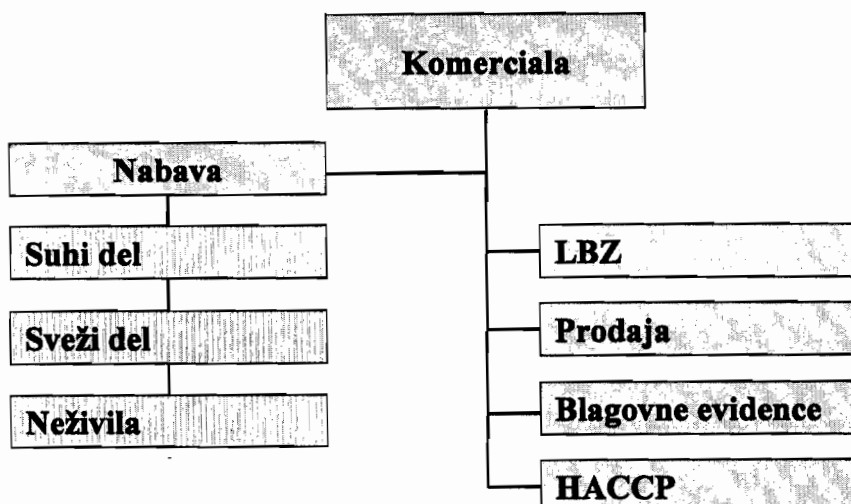 Komerciala
Nabava
Suhi del
Sveži del
Neživila
LBZ
Prodaja
Blagovne evidence
HACCP